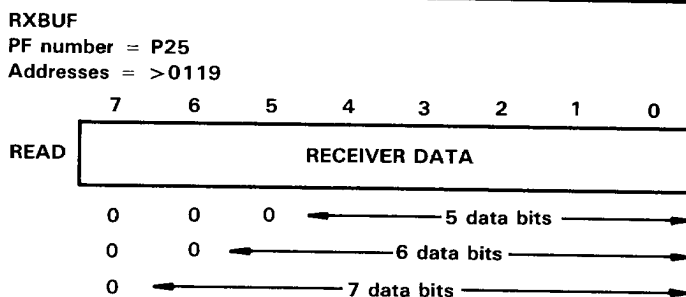 RXBUF
PF number = P25
Addresses = >0119
7 6 5 4 3 2 1 0
READ RECEIVER DATA
0 0 0 5 data bits
0 0 6 data bits
0 7 data bits